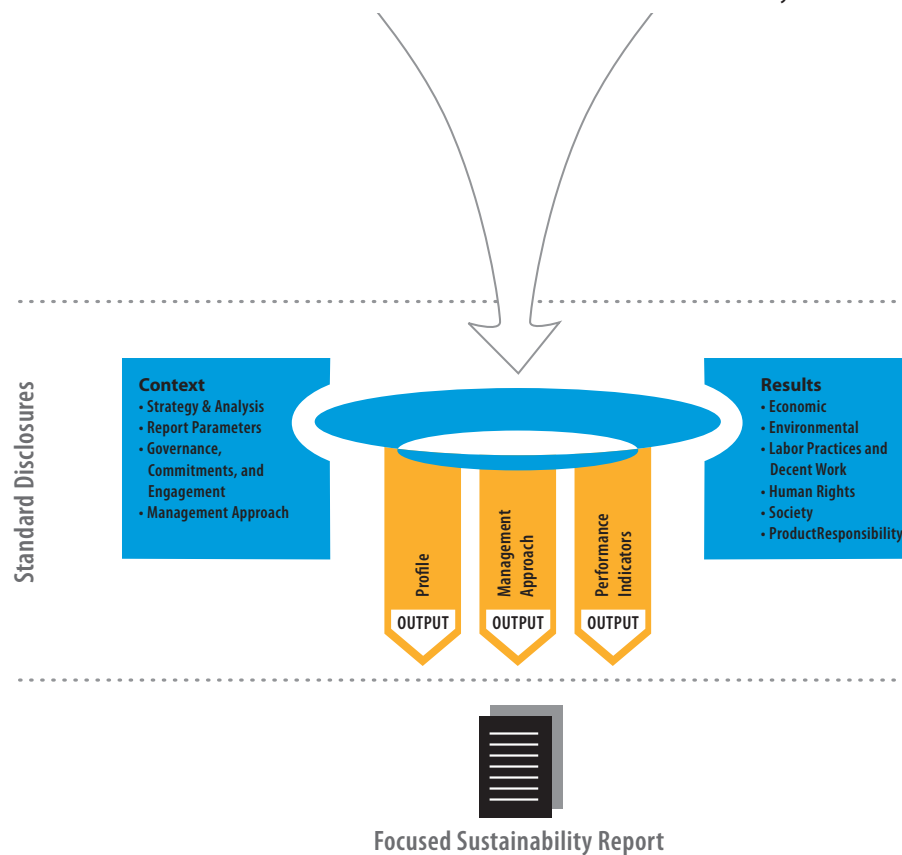 Standard Disclosures
Context
• Strategy & Analysis
• Report Parameters
• Governance,
Commitments, and
Engagement
• Management Approach
Results
• Economic
• Environmental
• Labor Practices and
Decent Work
• Human Rights
• Society
• ProductResponsibility
Profile
Management
Approach
Performance
Indicators
OUTPUT
OUTPUT
OUTPUT
Focused Sustainability Report